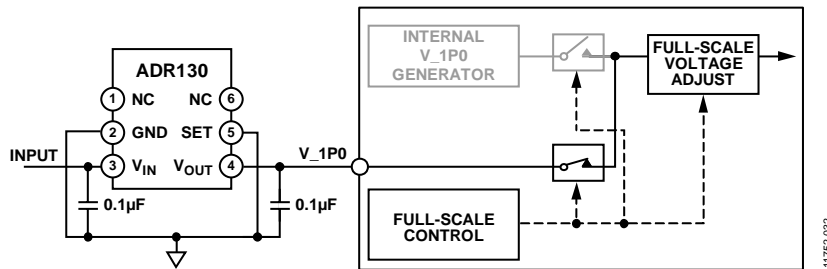 INTERNAL
V_1P0
GENERATOR
FULL-SCALE
VOLTAGE
ADJUST
ADR130
1 NC
NC 6
2 GND
SET 5
INPUT
3 VIN
VOUT 4
V_1P0
0.1µF
0.1µF
FULL-SCALE
CONTROL
11752-032